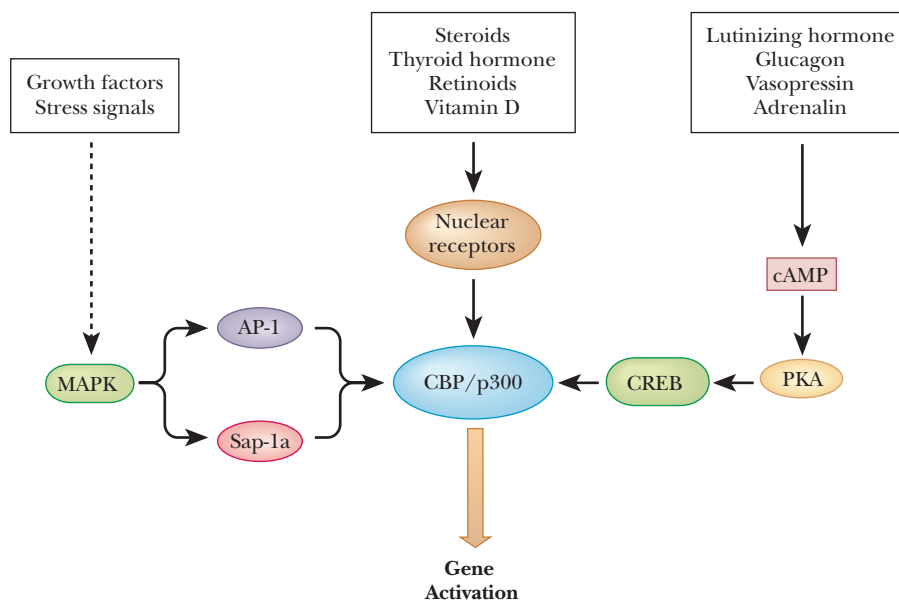 Growth factors
Stress signals
Steroids
Thyroid hormone
Retinoids
Vitamin D
Lutinizing hormone
Glucagon
Vasopressin
Adrenalin
Nuclear
receptors
cAMP
AP-1
MAPK
CBP/p300
CREB
PKA
Sap-1a
Gene
Activation